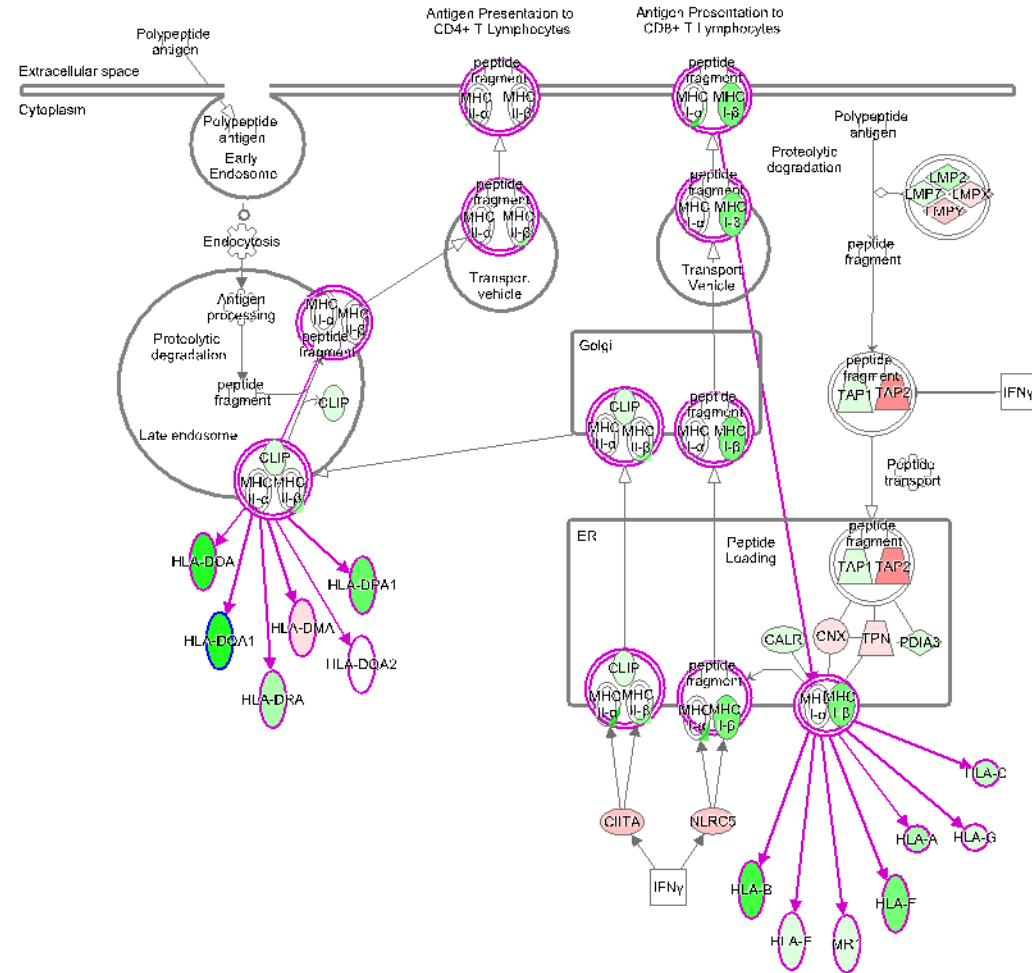 Antigen Presentation to
CD4+ T Lymphocytes
Antigen Presentation to
CD8+ T Lymphocytes
Polypeptide
antigen
Extracellular space
Cytoplasm
peptide
fragment
MHC
II-α
MHC
II-β
peptide
fragment
MHC
I-α
MHC
I-β
Polypeptide
antigen
Early
Endosome
Polypeptide
antigen
Proteolytic
degradation
LMP2
LMP7
LMPX
LMPY
peptide
fragment
MHC
II-α
MHC
II-β
Transport
vehicle
peptide
fragment
MHC
I-α
MHC
Transport
Vehicle
Endocytosis
peptide
fragment
Antigen
processing
MHC
II-α
MHC
II-β
peptide
fragment
Proteolytic
degradation
peptide
fragment
CLIP
Late endosome
Golgi
CLIP
MHC
II-α
MHC
II-β
peptide
fragment
MHC
I-α
MHC
I-β
peptide
fragment
TAP1
TAP2
IFNγ
CLIP
MHC
II-α
MHC
II-β
Peptide
transport
ER
Peptide
Loading
peptide
fragment
TAP1
TAP2
HLA-DOA
HLA-DPA1
HLA-DQA1
HLA-DMA
HLA-DQA2
HLA-DRA
CALR
CNX
TPN
PDIA3
CLIP
MHC
II-α
MHC
II-β
peptide
fragment
MHC
I-α
MHC
I-β
MHC
I-α
MHC
I-β
HLA-C
CIITA
NLRC5
HLA-A
HLA-G
IFNγ
HLA-B
MR1